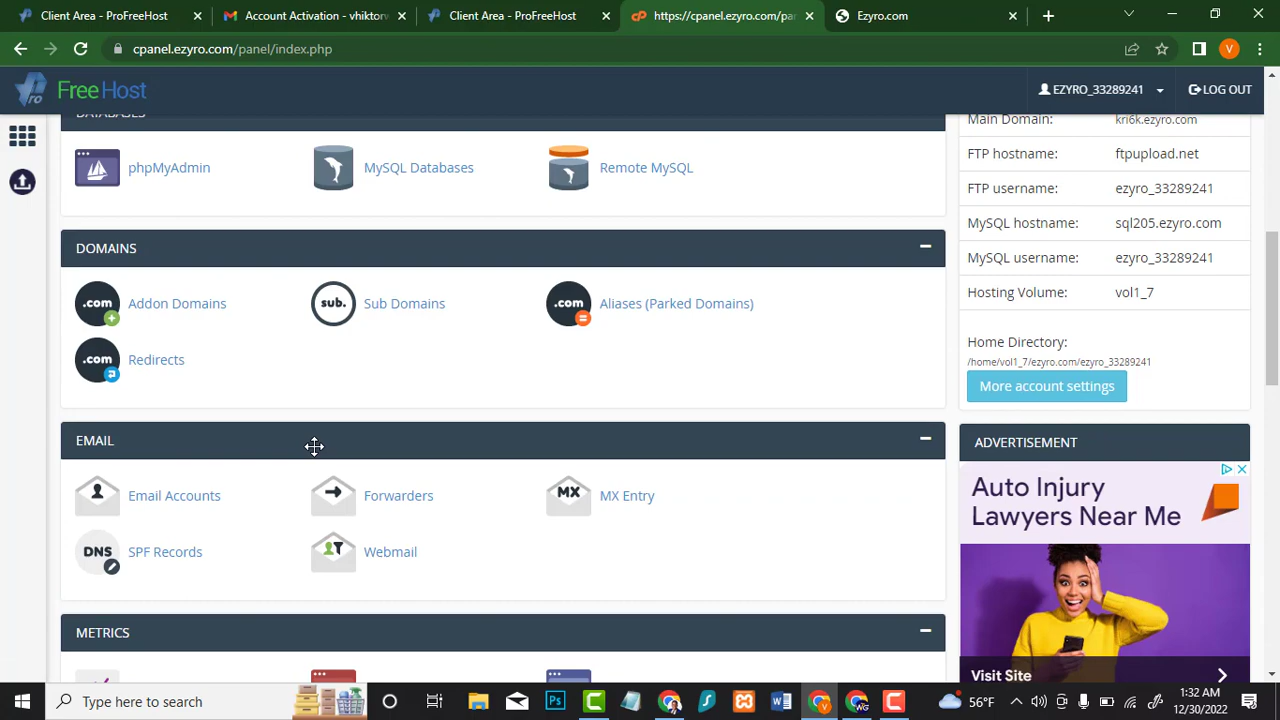 Client Area - ProFreeHost
Account Activation - vhiktorv
Client Area - ProFreeHost
https://cpanel.ezyro.com/pa
Ezyro.com
cpanel.ezyro.com/panel/index.php
V
Pro FreeHost
EZYRO_33289241
LOG OUT
DATABASES
phpMyAdmin
MySQL Databases
Remote MySQL
DOMAINS
.com Addon Domains
sub. Sub Domains
.com Aliases (Parked Domains)
.com Redirects
EMAIL
Email Accounts
Forwarders
MX MX Entry
DNS SPF Records
Webmail
METRICS
Main Domain: kri6k.ezyro.com
FTP hostname: ftpupload.net
FTP username: ezyro_33289241
MySQL hostname: sql205.ezyro.com
MySQL username: ezyro_33289241
Hosting Volume: vol1_7
Home Directory:
/home/vol1_7/ezyro.com/ezyro_33289241
More account settings
ADVERTISEMENT
Auto Injury
Lawyers Near Me
Visit Site
Type here to search
Ps
W
V
NG
56°F
1:32 AM
12/30/2022